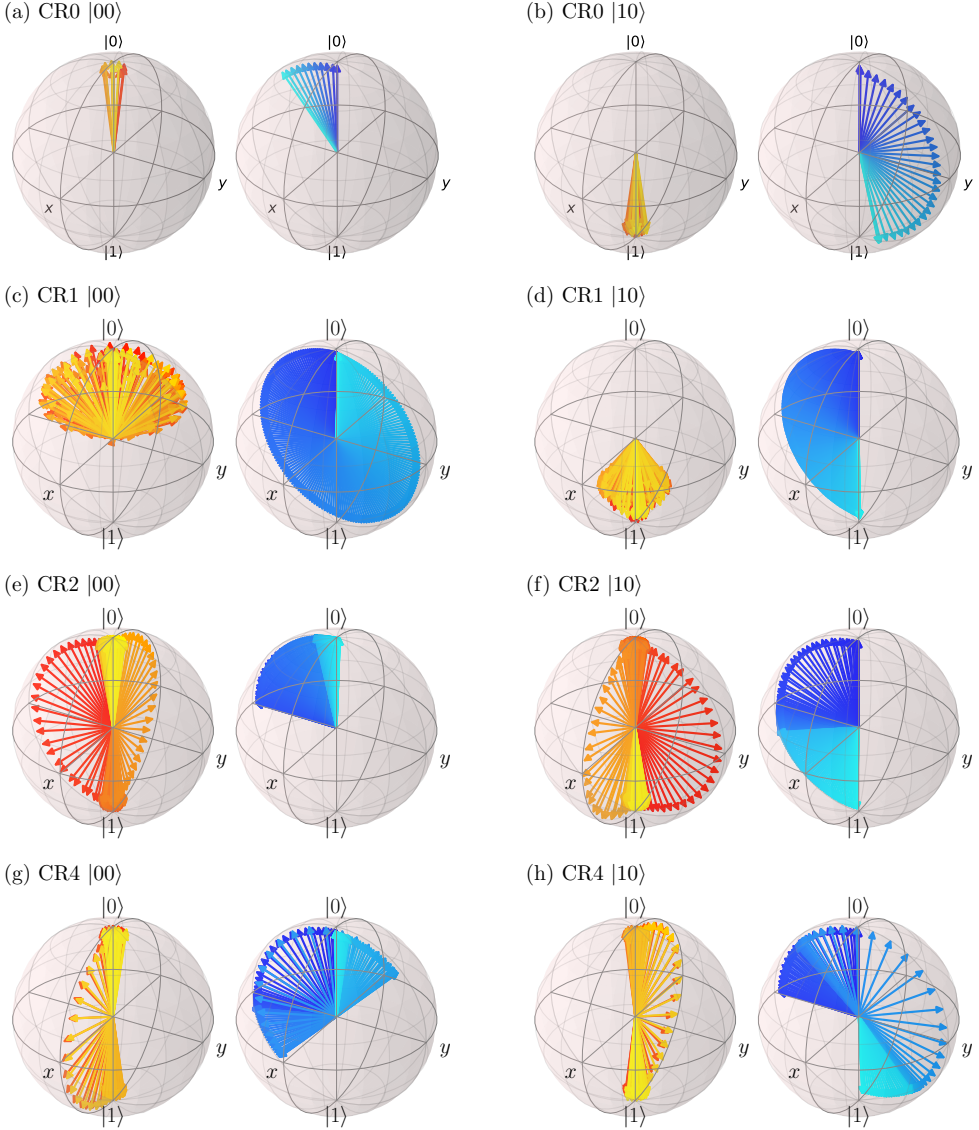 (a) CR0 |00⟩
(b) CR0 |10⟩
|0⟩ |0⟩ |0⟩ |0⟩
y y y y
x x x x
|1⟩ |1⟩ |1⟩ |1⟩
(c) CR1 |00⟩
(d) CR1 |10⟩
|0⟩ |0⟩ |0⟩ |0⟩
y y y y
x x x x
|1⟩ |1⟩ |1⟩ |1⟩
(e) CR2 |00⟩
(f) CR2 |10⟩
|0⟩ |0⟩ |0⟩ |0⟩
y y y y
x x x x
|1⟩ |1⟩ |1⟩ |1⟩
(g) CR4 |00⟩
(h) CR4 |10⟩
|0⟩ |0⟩ |0⟩ |0⟩
y y y y
x x x x
|1⟩ |1⟩ |1⟩ |1⟩